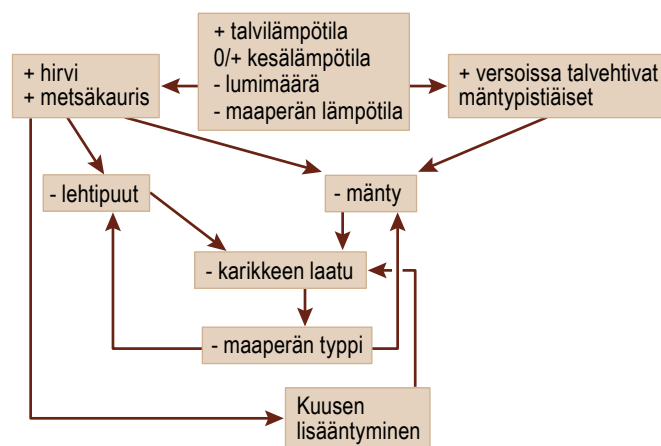 + talvilämpötila
0/+ kesälämpötila
- lumimäärä
- maaperän lämpötila
+ hirvi
+ metsäkauris
+ versoissa talvehtivat
mäntypistiäiset
- lehtipuut
- mänty
- karikkeen laatu
- maaperän typpi
Kuusen
lisääntyminen